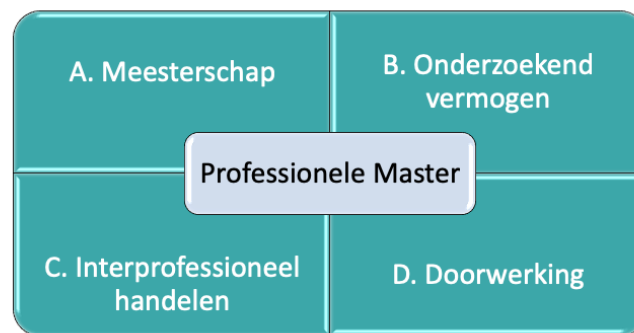 A. Meesterschap
B. Onderzoekend
vermogen
Professionele Master
C. Interprofessioneel
handelen
D. Doorwerking